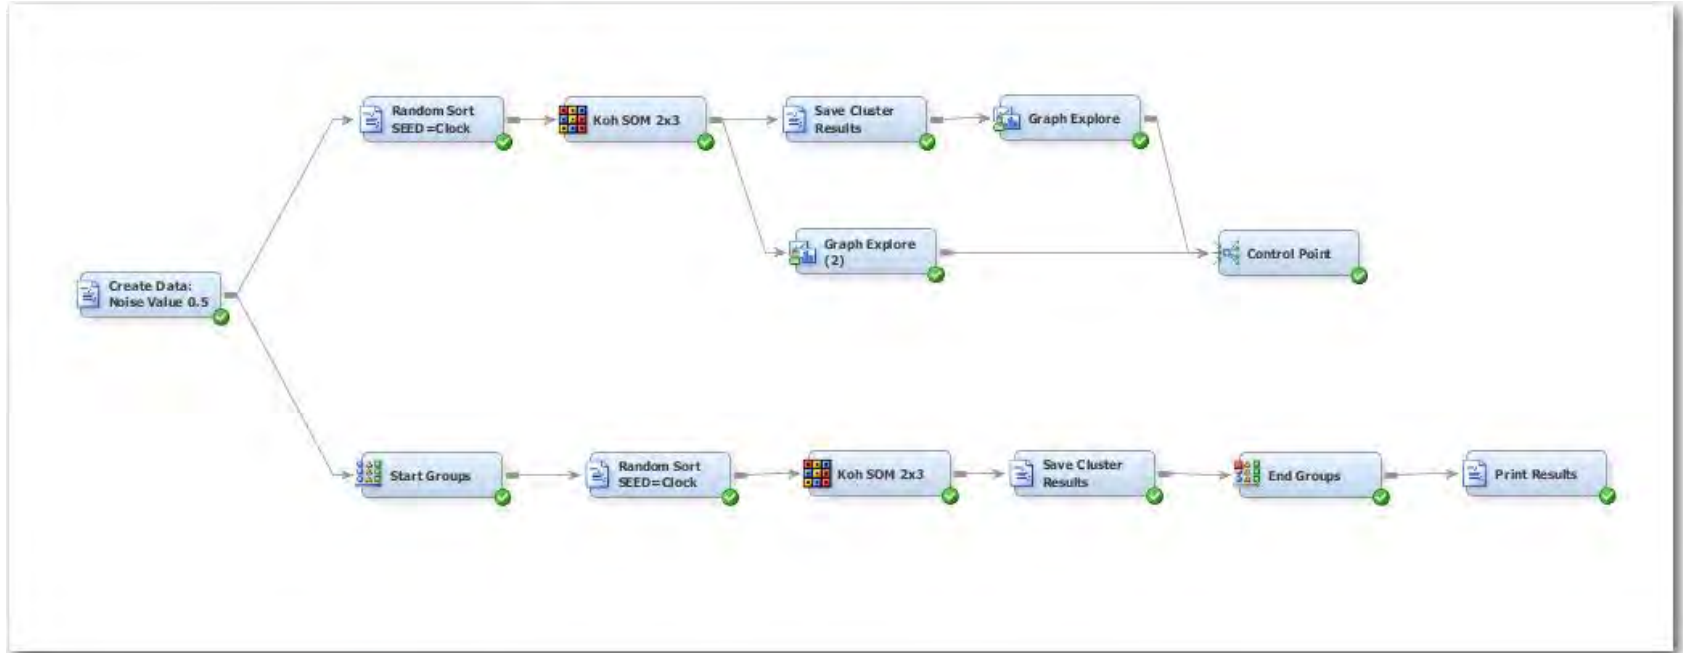 Random Sort
SEED=Clock
Koh SOM 2x3
Save Cluster
Results
Graph Explore
Graph Explore
(2)
Control Point
Create Data:
Noise Value 0.5
Start Groups
Random Sort
SEED=Clock
Koh SOM 2x3
Save Cluster
Results
End Groups
Print Results